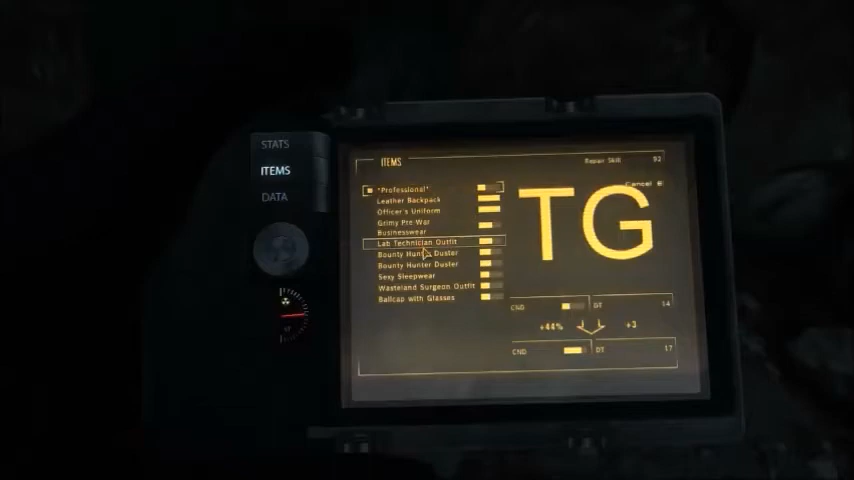 STATS
ITEMS
DATA
ITEMS
Repair Skill 93
"Professional"
Leather Backpack
Officer's Uniform
Grimy Pre War
Businesswear
Lab Technician Outfit
Bounty Hunter Duster
Bounty Hunter Duster
Sexy Sleepwear
Wasteland Surgeon Outfit
Ballcap with Glasses
Cancel B)
TG
CND DT 14
+44% +3
CND DT 17